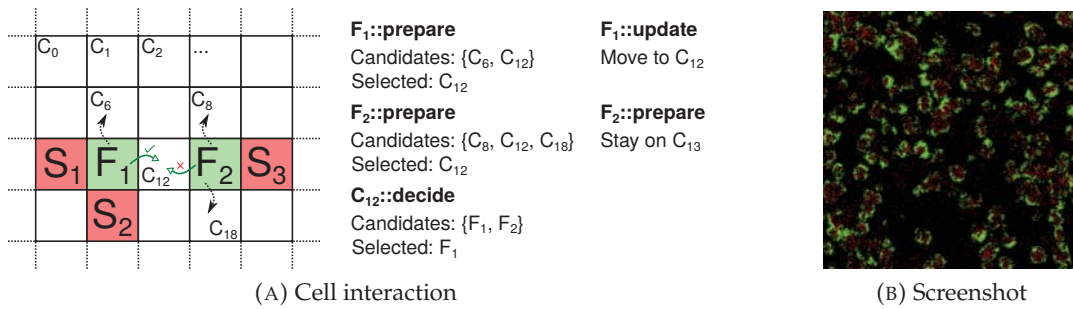 C0 C1 C2 ...
C6 C8
S1 F1 C12 F2 S3
S2 C18
F1::prepare
Candidates: {C6, C12}
Selected: C12
F2::prepare
Candidates: {C8, C12, C18}
Selected: C12
C12::decide
Candidates: {F1, F2}
Selected: F1
F1::update
Move to C12
F2::prepare
Stay on C13
(A) Cell interaction
(B) Screenshot